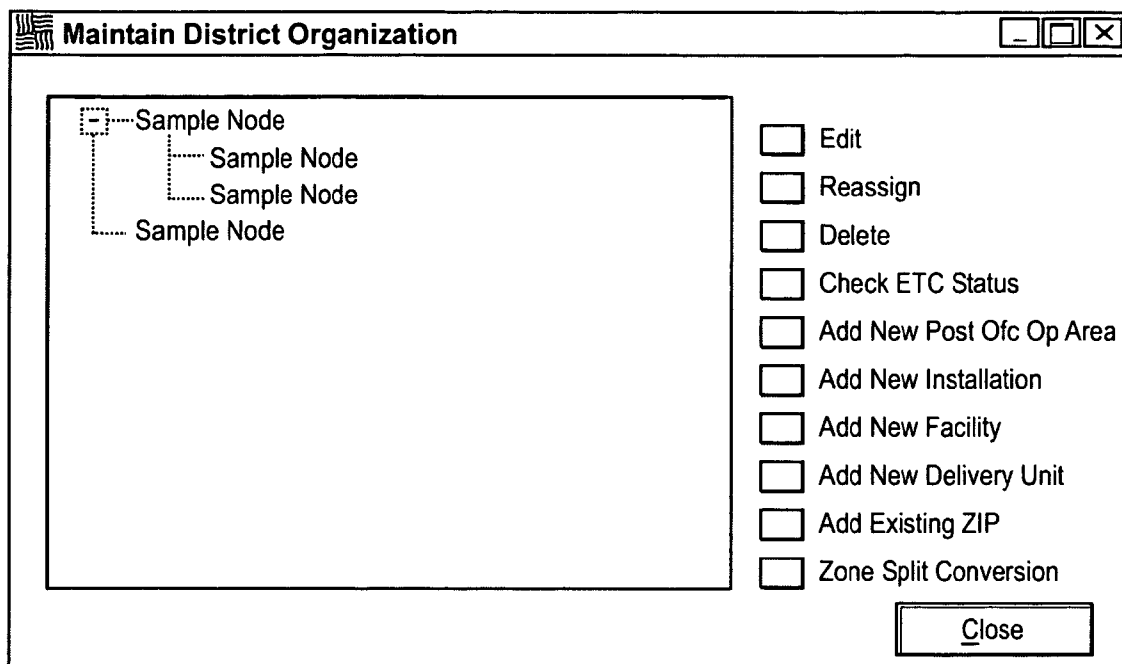 Maintain District Organization
Sample Node
Sample Node
Sample Node
Sample Node
Edit
Reassign
Delete
Check ETC Status
Add New Post Ofc Op Area
Add New Installation
Add New Facility
Add New Delivery Unit
Add Existing ZIP
Zone Split Conversion
Close